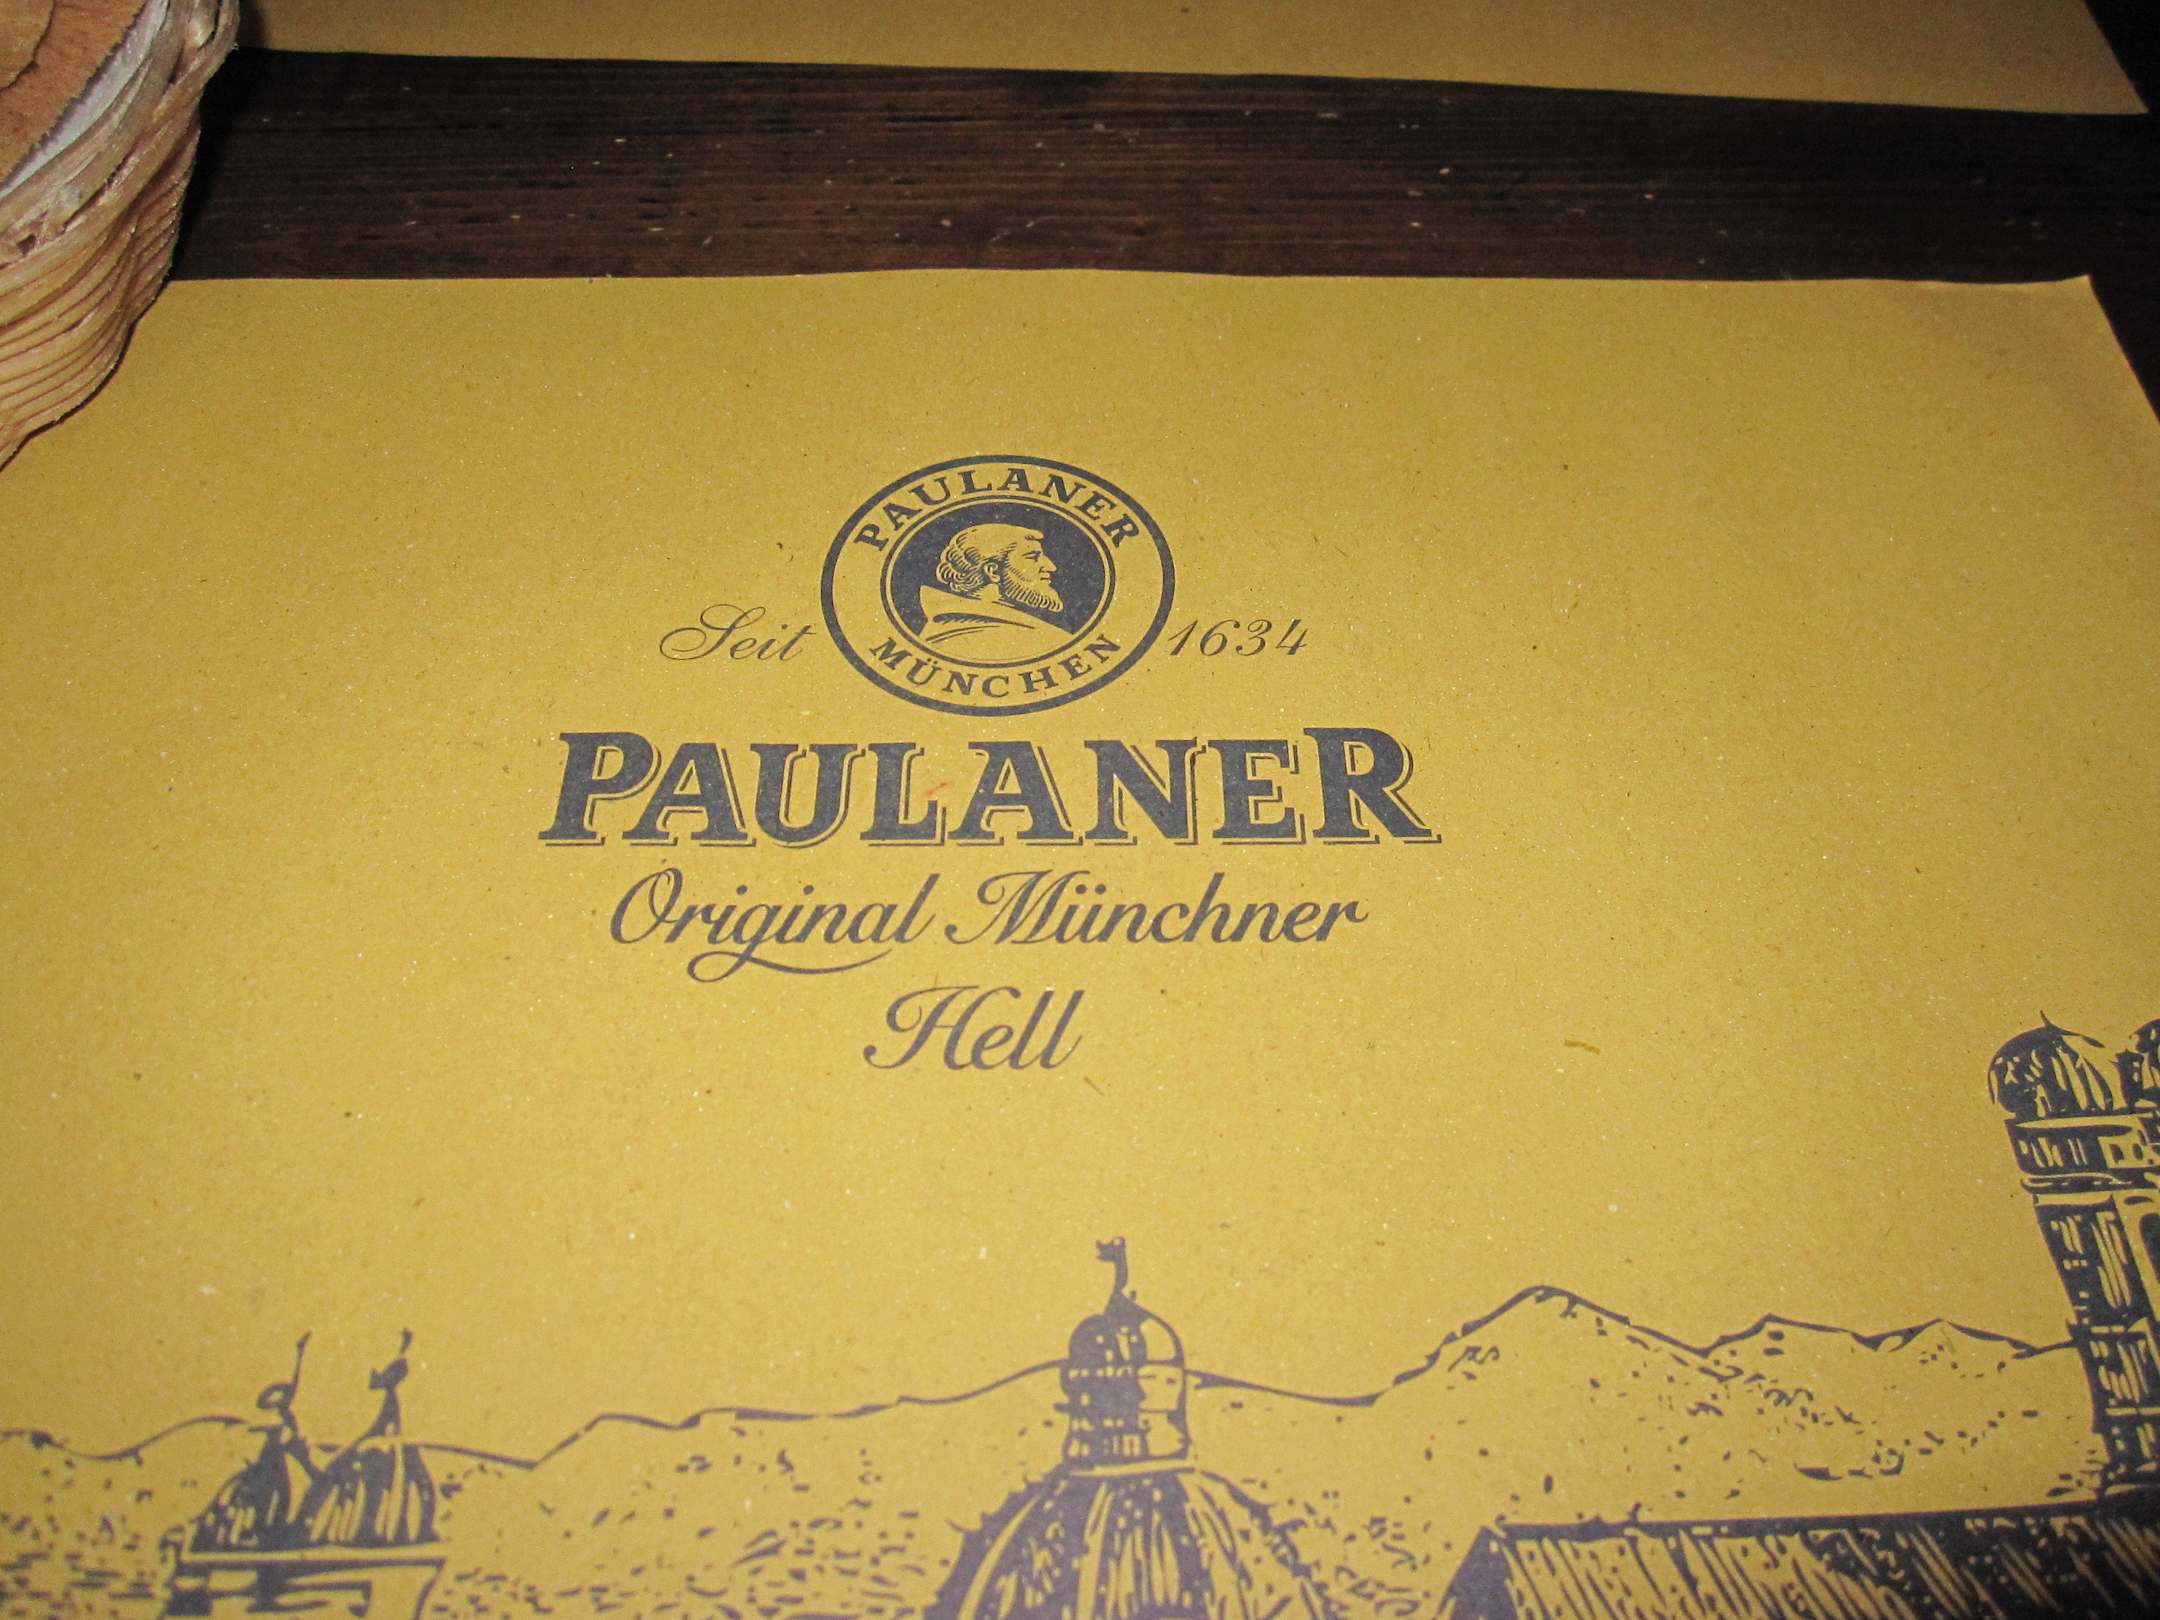 PAULANER
MÜNCHEN
Seit 1634
PAULANER
Original Münchner
Hell